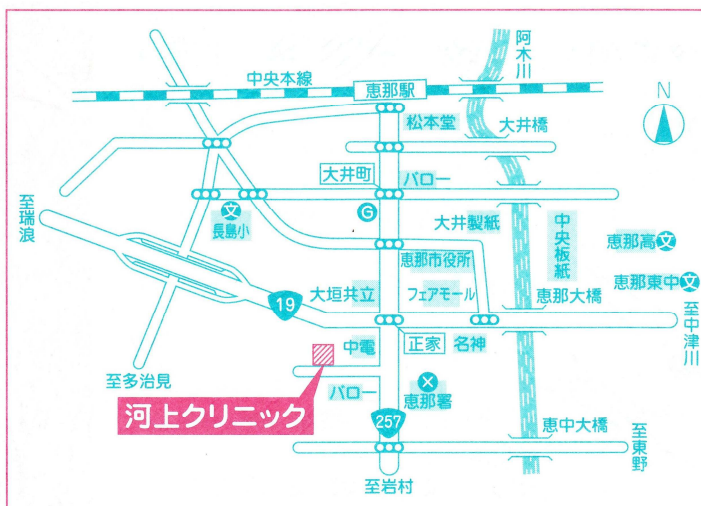 阿木川
中央本線
恵那駅
N
松本堂
大井橋
大井町
バロー
至瑞浪
文
長島小
G
大井製紙
中央板紙
恵那高
文
恵那市役所
恵那東中
文
大垣共立
フェアモール
恵那大橋
19
至中津川
中電
正家
名神
至多治見
河上クリニック
バロー
恵那署
257
恵中大橋
至東野
至岩村